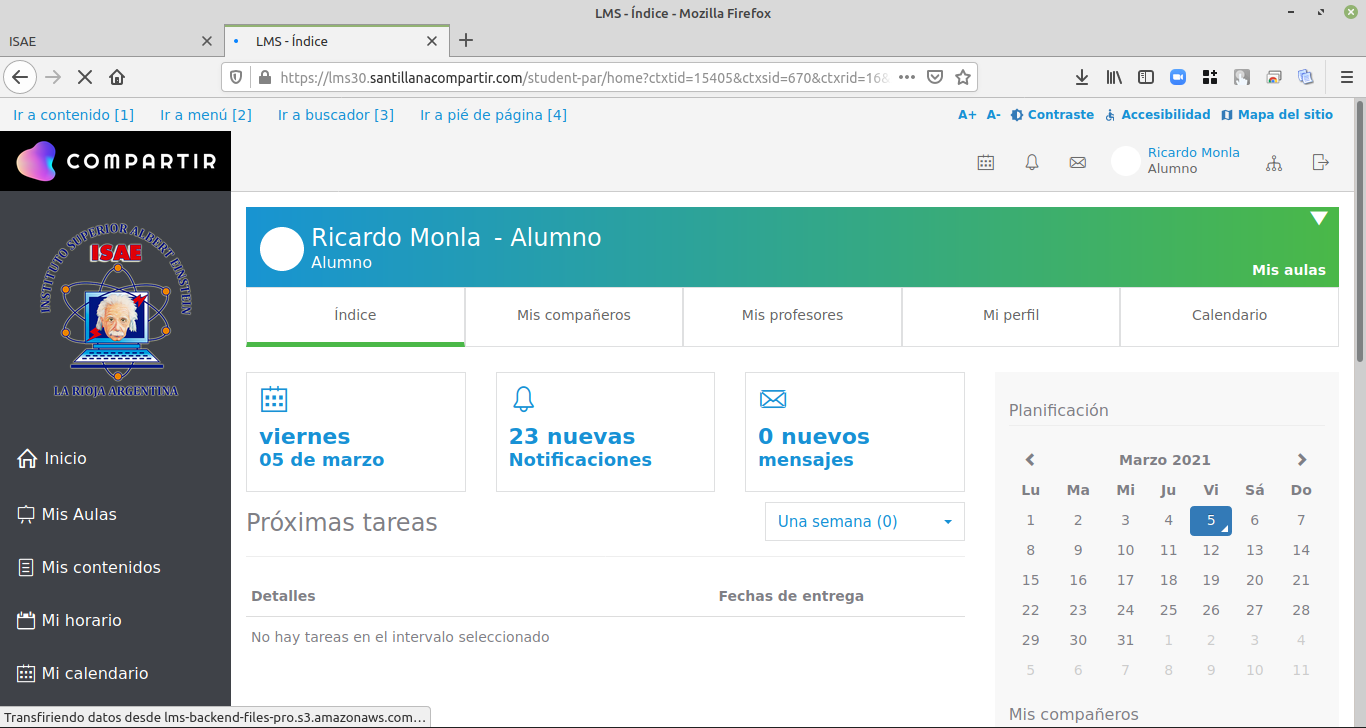 LMS - Índice - Mozilla Firefox
ISAE
LMS - Índice
https://lms30.santillanacompartir.com/student-par/home?ctxtid=15405&ctxsid=670&ctxrid=16&
Ir a contenido [1] Ir a menú [2] Ir a buscador [3] Ir a pié de página [4]
A+ A- Contraste Accesibilidad Mapa del sitio
COMPARTIR
Ricardo Monla
Alumno
INSTITUTO SUPERIOR ALBERT EINSTEIN
ISAE
LA RIOJA ARGENTINA
Inicio
Mis Aulas
Mis contenidos
Mi horario
Mi calendario
Ricardo Monla - Alumno
Alumno
Mis aulas
Índice Mis compañeros Mis profesores Mi perfil Calendario
viernes
05 de marzo
23 nuevas
Notificaciones
0 nuevos
mensajes
Próximas tareas
Una semana (0)
Detalles Fechas de entrega
No hay tareas en el intervalo seleccionado
Planificación
Marzo 2021
Lu Ma Mi Ju Vi Sá Do
1 2 3 4 5 6 7
8 9 10 11 12 13 14
15 16 17 18 19 20 21
22 23 24 25 26 27 28
29 30 31 1 2 3 4
5 6 7 8 9 10 11
Mis compañeros
Transfiriendo datos desde lms-backend-files-pro.s3.amazonaws.com…